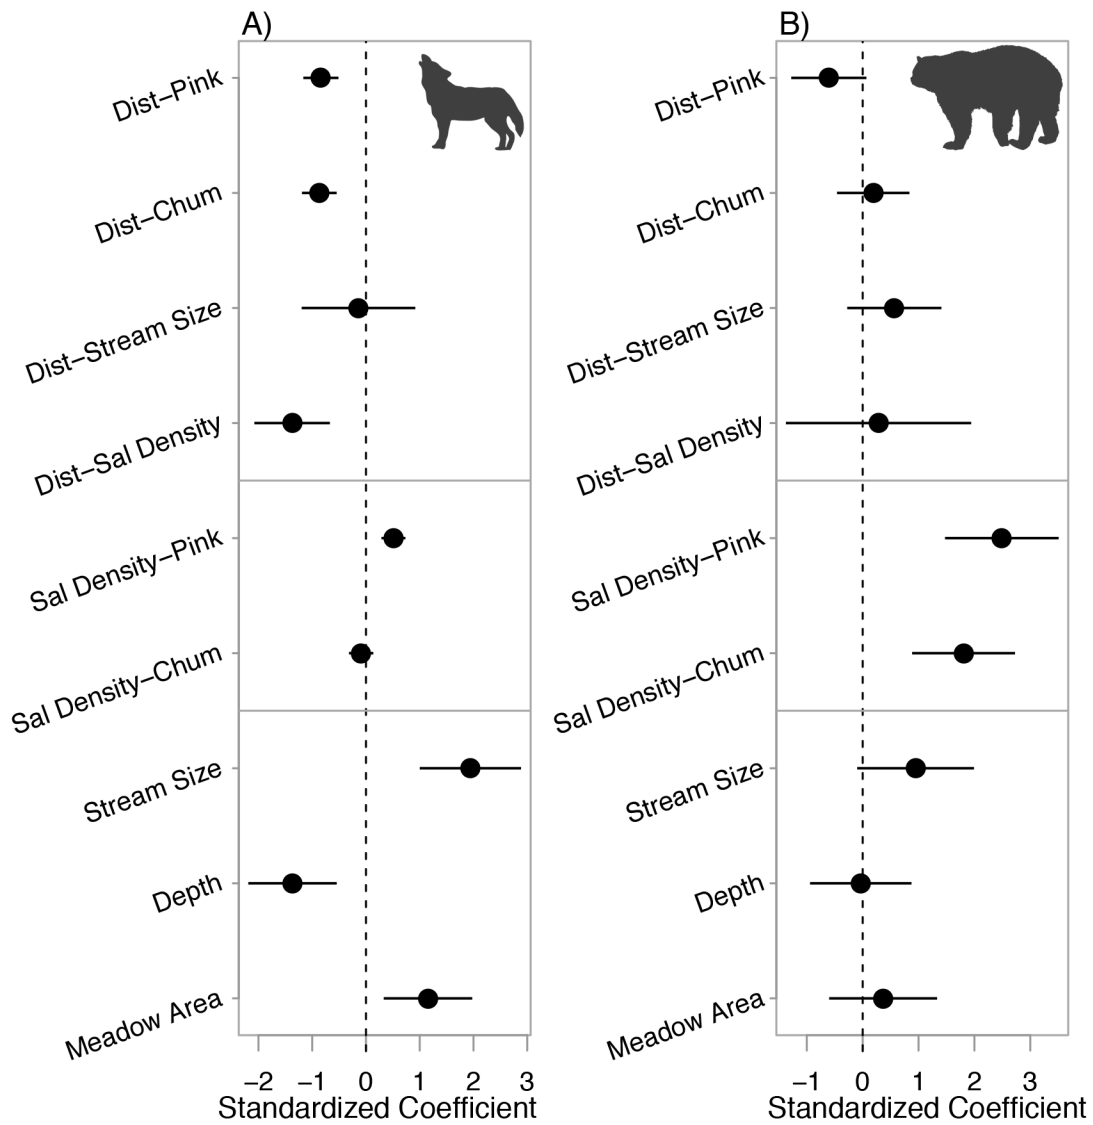 A)
Dist–Pink
Dist–Chum
Dist–Stream Size
Dist–Sal Density
Sal Density–Pink
Sal Density–Chum
Stream Size
Depth
Meadow Area
−2 −1 0 1 2 3
Standardized Coefficient
B)
Dist–Pink
Dist–Chum
Dist–Stream Size
Dist–Sal Density
Sal Density–Pink
Sal Density–Chum
Stream Size
Depth
Meadow Area
−1 0 1 2 3
Standardized Coefficient